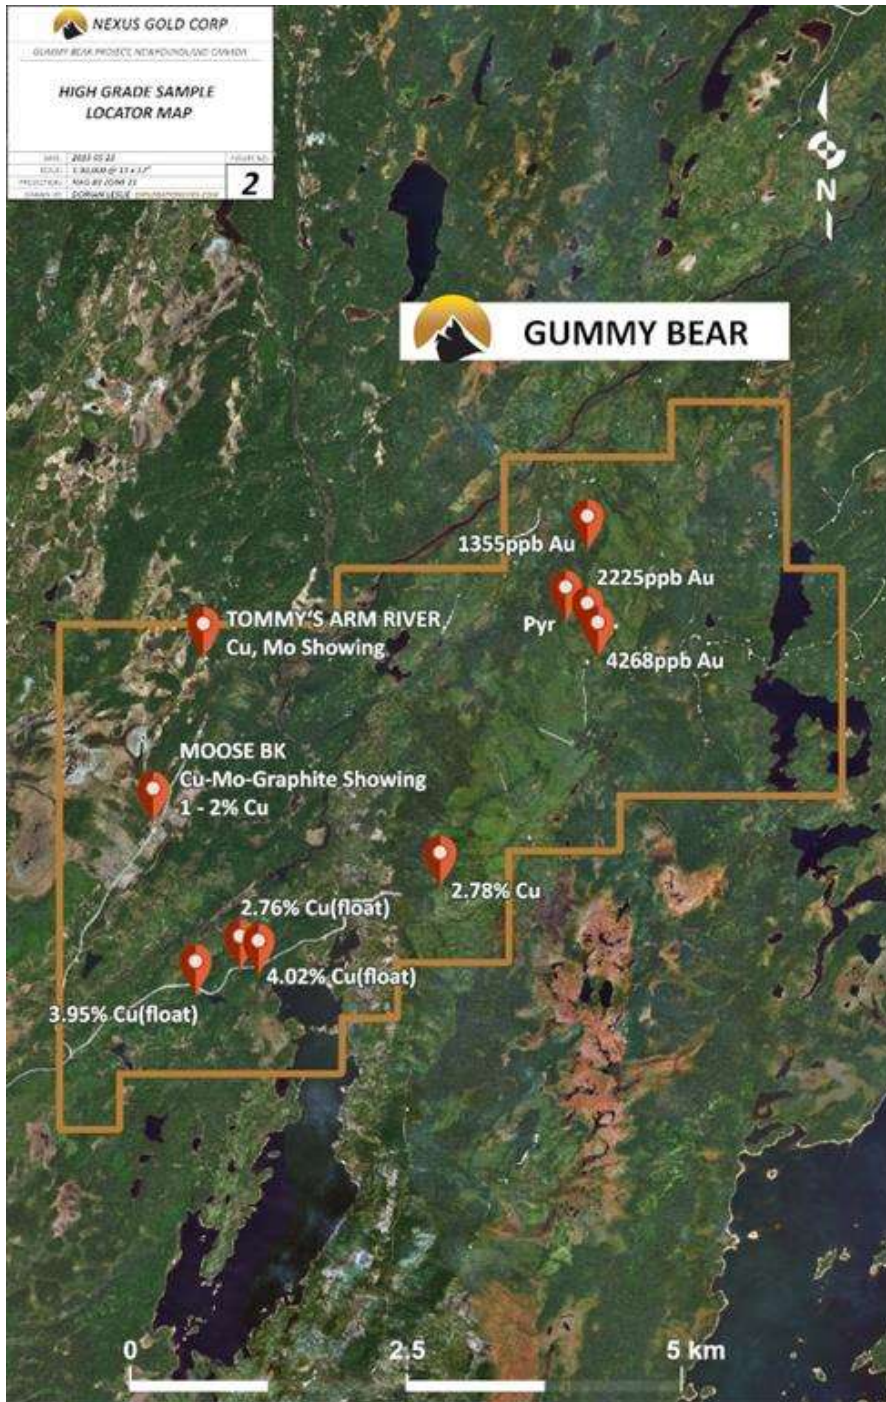 NEXUS GOLD CORP
GUMMY BEAR PROJECT, NEWFOUNDLAND CANADA
HIGH GRADE SAMPLE
LOCATOR MAP
2
N
GUMMY BEAR
1355ppb Au
2225ppb Au
Pyr
4268ppb Au
TOMMY'S ARM RIVER
Cu, Mo Showing
MOOSE BK
Cu-Mo-Graphite Showing
1 - 2% Cu
2.78% Cu
2.76% Cu(float)
4.02% Cu(float)
3.95% Cu(float)
0 2.5 5 km